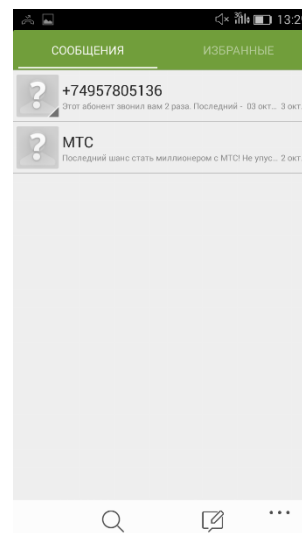 13:29
СООБЩЕНИЯ ИЗБРАННЫЕ
+74957805136
Этот абонент звонил вам 2 раза. Последний - 03 окт... 3 окт.
МТС
Последний шанс стать миллионером с МТС! Не упус... 2 окт.